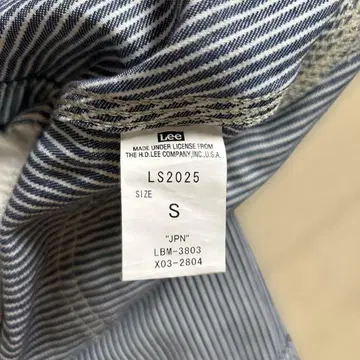 Lee
MADE UNDER LICENSE FROM
THE H.D.LEE COMPANY,INC.,U.S.A.
LS2025
SIZE
S
"JPN"
LBM-3803
X03-2804